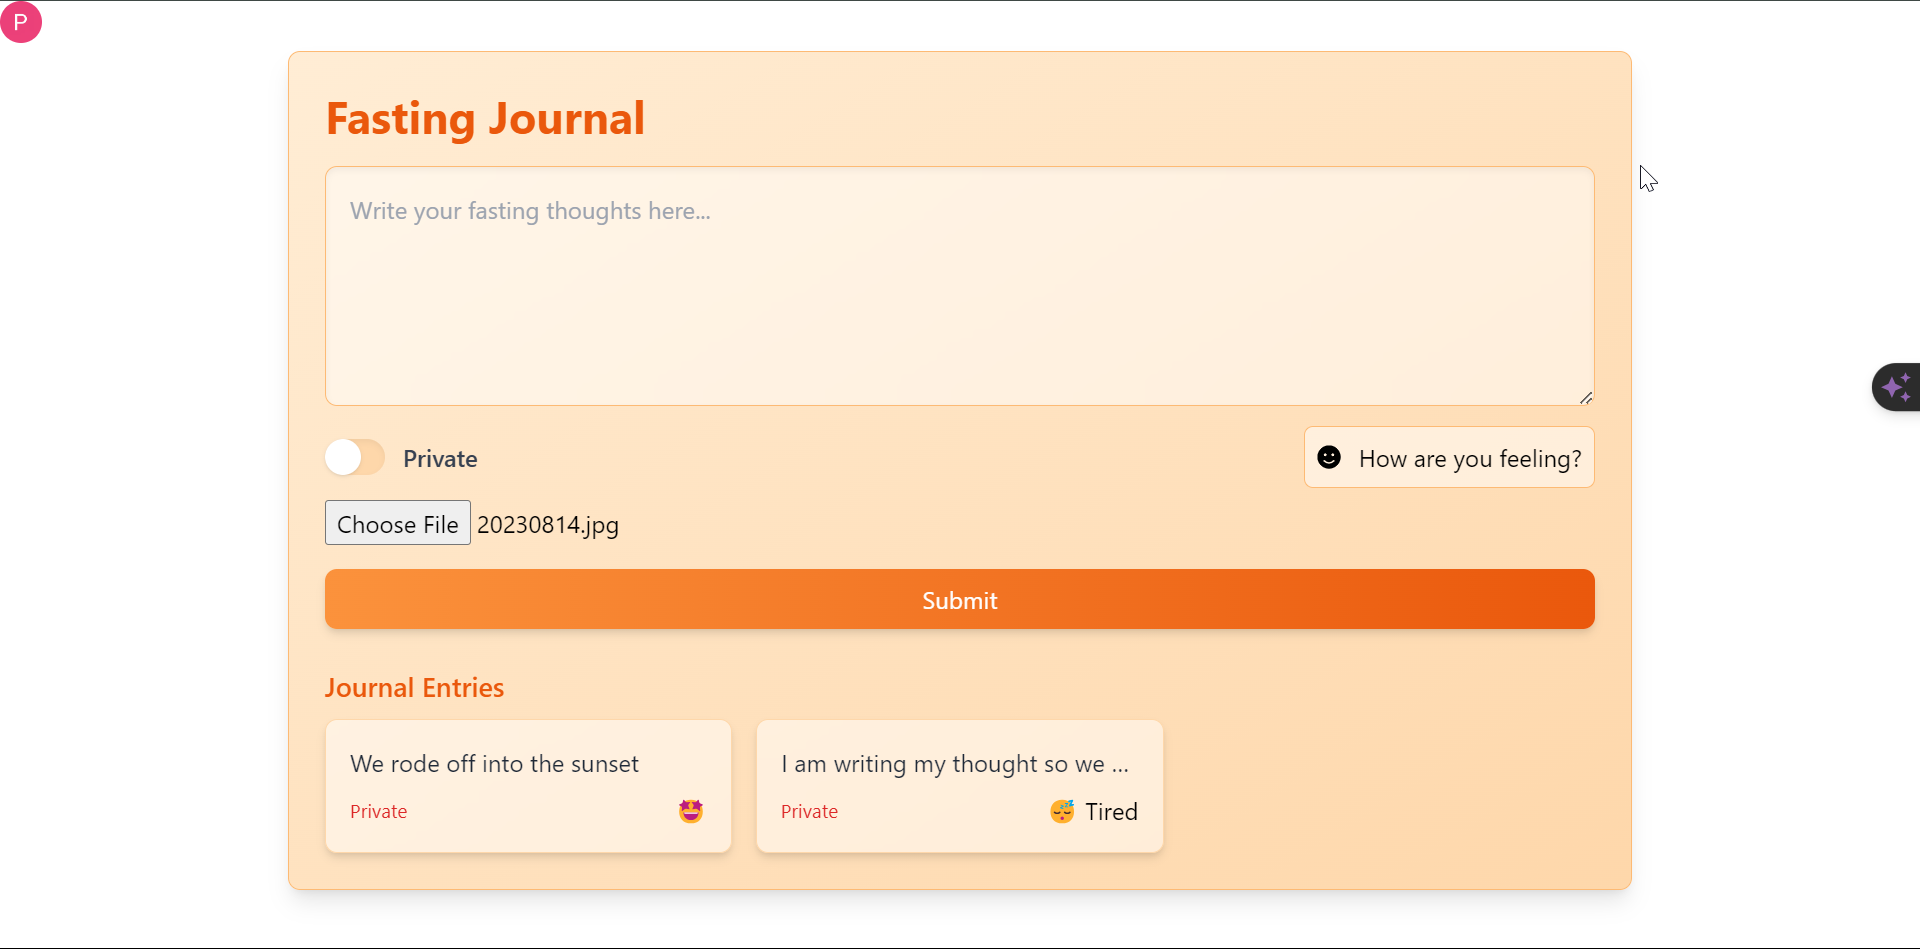 P
Fasting Journal
Write your fasting thoughts here...
Private
How are you feeling?
Choose File 20230814.jpg
Submit
Journal Entries
We rode off into the sunset
Private 🤩
I am writing my thought so we ...
Private 😴 Tired